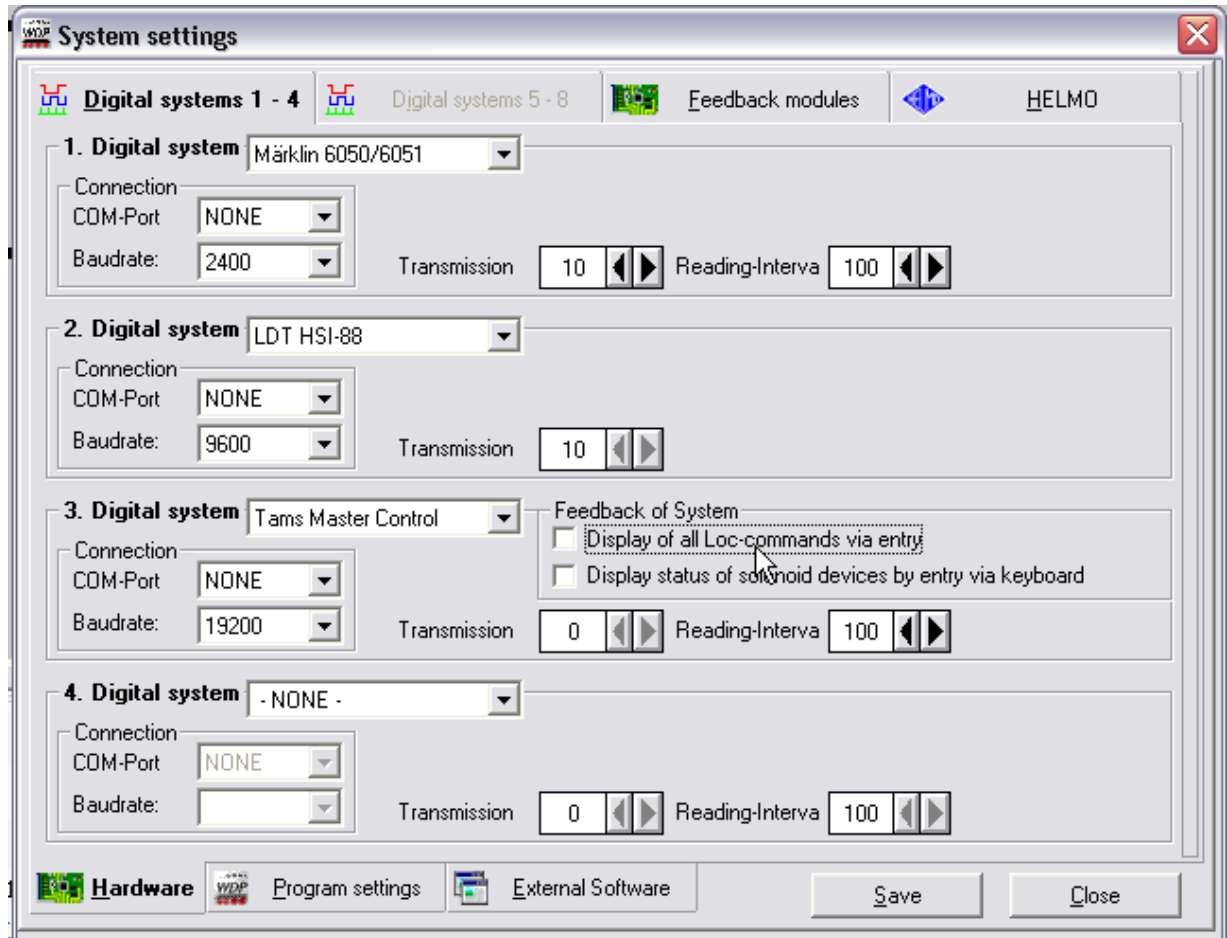 WDP System settings
Digital systems 1 - 4 Digital systems 5 - 8 Feedback modules HELMO
1. Digital system Märklin 6050/6051
Connection
COM-Port NONE
Baudrate: 2400 Transmission 10 Reading-Interva 100
2. Digital system LDT HSI-88
Connection
COM-Port NONE
Baudrate: 9600 Transmission 10
3. Digital system Tams Master Control Feedback of System
Display of all Loc-commands via entry
Connection
COM-Port NONE Display status of solonoid devices by entry via keyboard
Baudrate: 19200 Transmission 0 Reading-Interva 100
4. Digital system - NONE -
Connection
COM-Port NONE
Baudrate: Transmission 0 Reading-Interva 100
Hardware WDP Program settings External Software Save Close